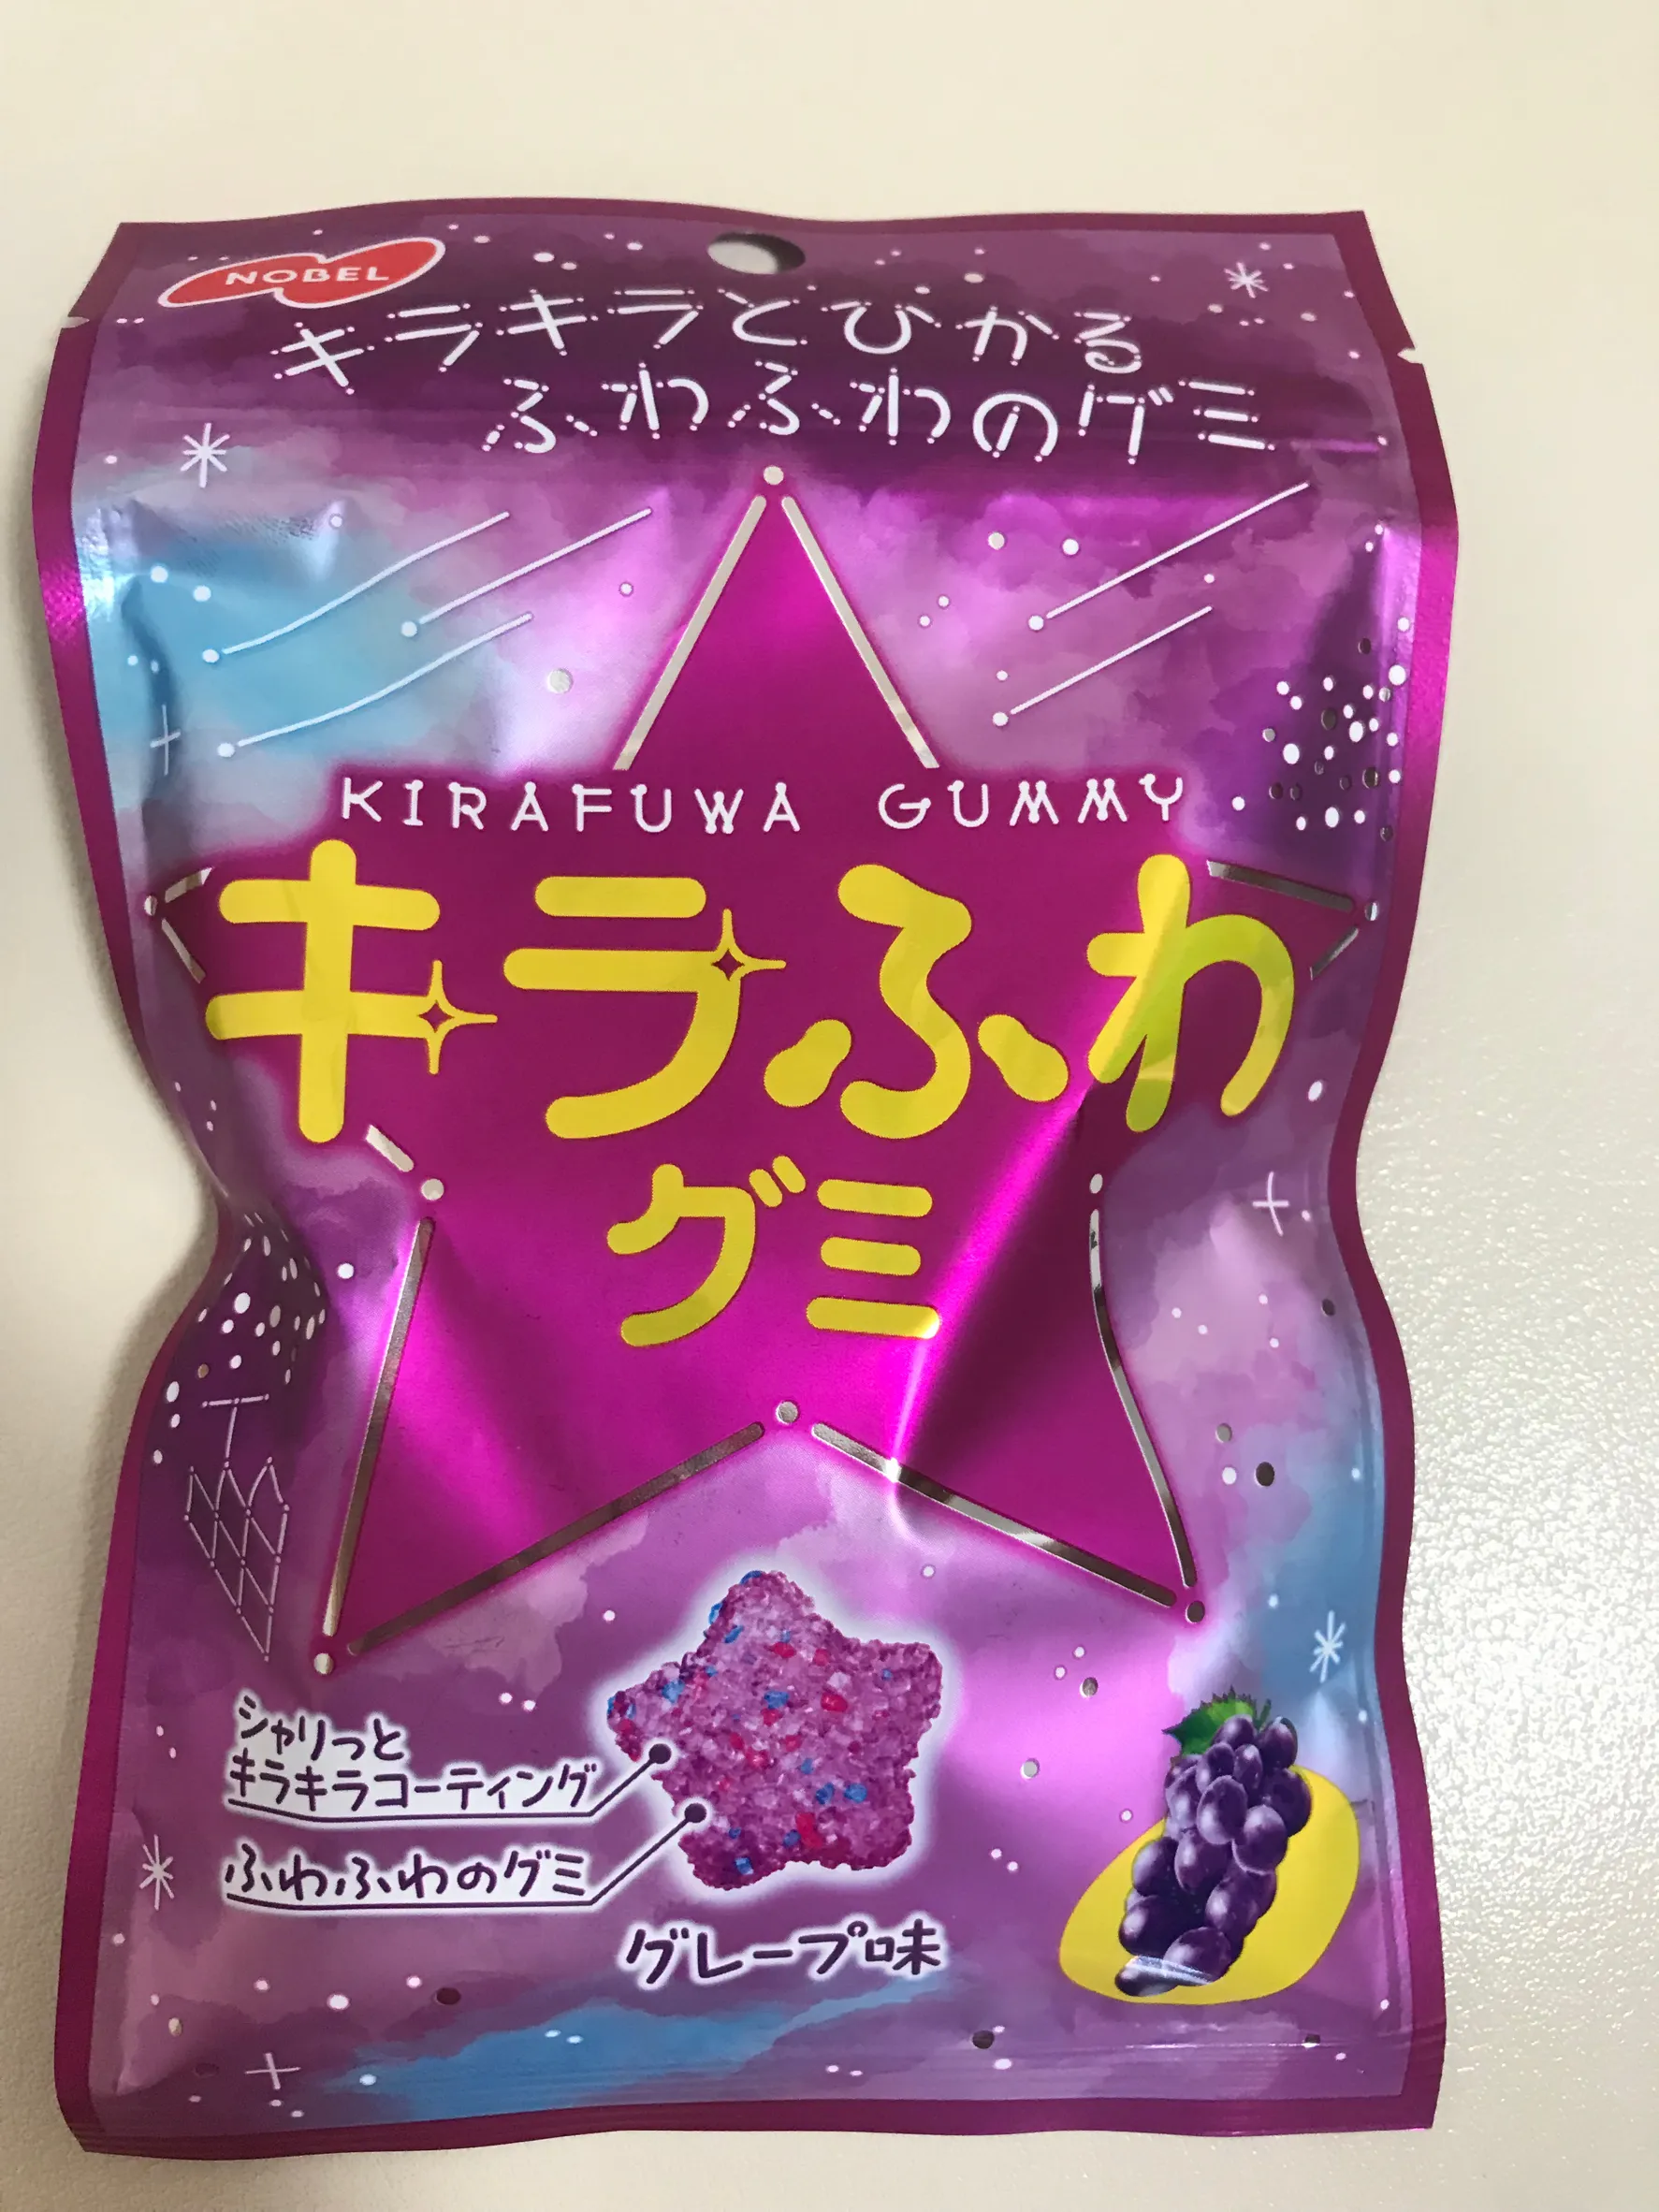 NOBEL
キラキラとひかる
ふわふわのグミ
KIRAFUWA GUMMY
キラふわ
グミ
シャリっと
キラキラコーティング
ふわふわのグミ
グレープ味